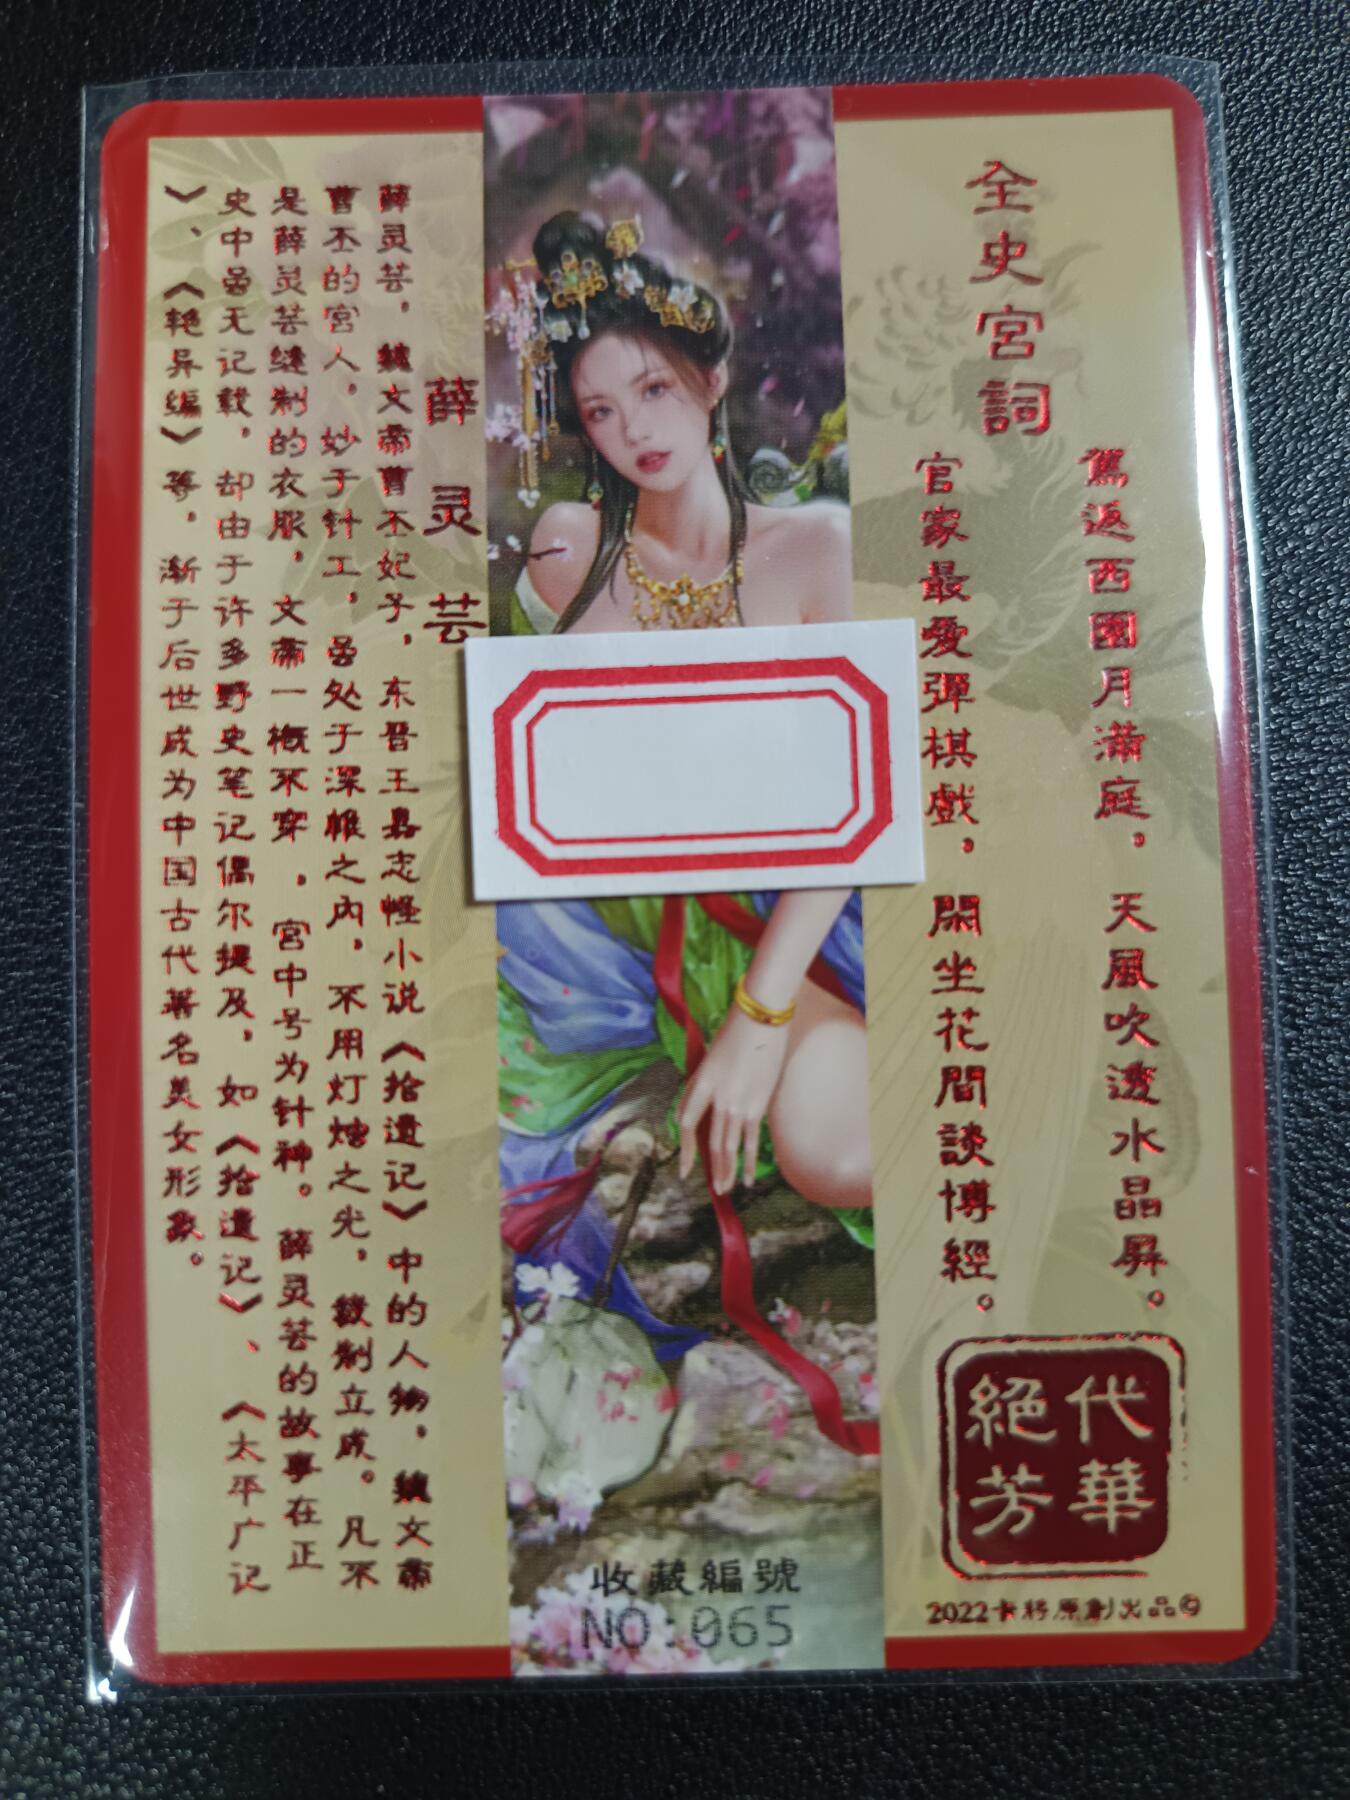 全史宮詞
駕返西園月滿庭，天風吹透水晶屏。
官家最愛彈棋戲，閑坐花間談博經。
代華
絕芳
2022卡將原創出品©
收藏編號
NO:065
薛灵芸
薛灵芸，魏文帝曹丕妃子，东晋王嘉志怪小说《拾遗记》中的人物，魏文帝
曹丕的宫人，妙于针工，虽处于深帷之内，不用灯烛之光，裁制立成。凡不
是薛灵芸缝制的衣服，文帝一概不穿，宫中号为针神。薛灵芸的故事在正
史中虽无记载，却由于许多野史笔记偶尔提及，如《拾遗记》、《太平广记
》、《艳异编》等，渐于后世成为中国古代著名美女形象。